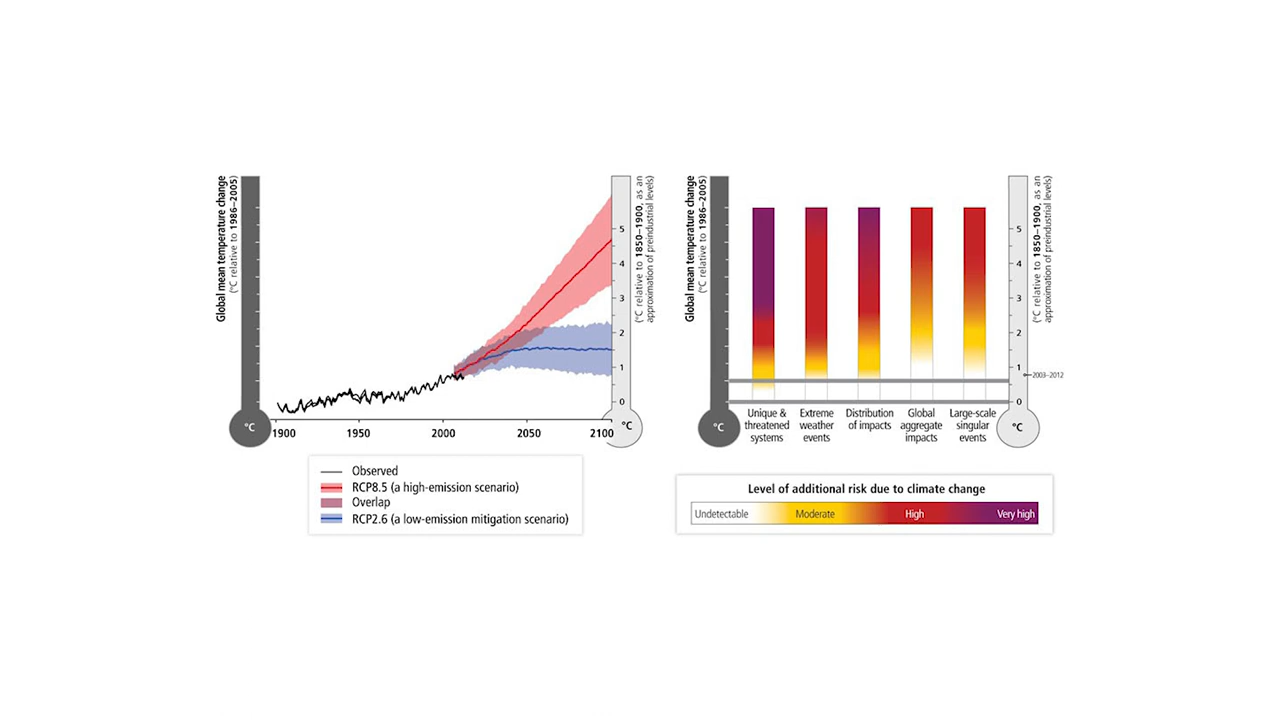 Global mean temperature change
(°C relative to 1986–2005)
(°C relative to 1850–1900, as an
approximation of preindustrial levels)
5
4
3
2
1
0
°C
°C
1900
1950
2000
2050
2100
Observed
RCP8.5 (a high-emission scenario)
Overlap
RCP2.6 (a low-emission mitigation scenario)
Global mean temperature change
(°C relative to 1986–2005)
(°C relative to 1850–1900, as an
approximation of preindustrial levels)
5
4
3
2
1
2003–2012
0
°C
°C
Unique &
threatened
systems
Extreme
weather
events
Distribution
of impacts
Global
aggregate
impacts
Large-scale
singular
events
Level of additional risk due to climate change
Undetectable
Moderate
High
Very high